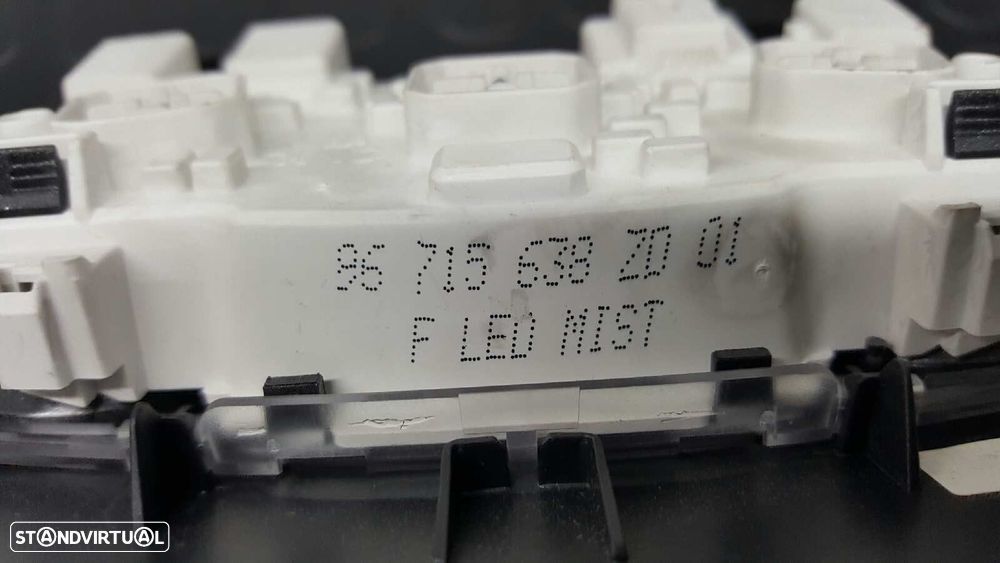 96 715 638 ZD 01
F LED MIST
STANDVIRTUAL